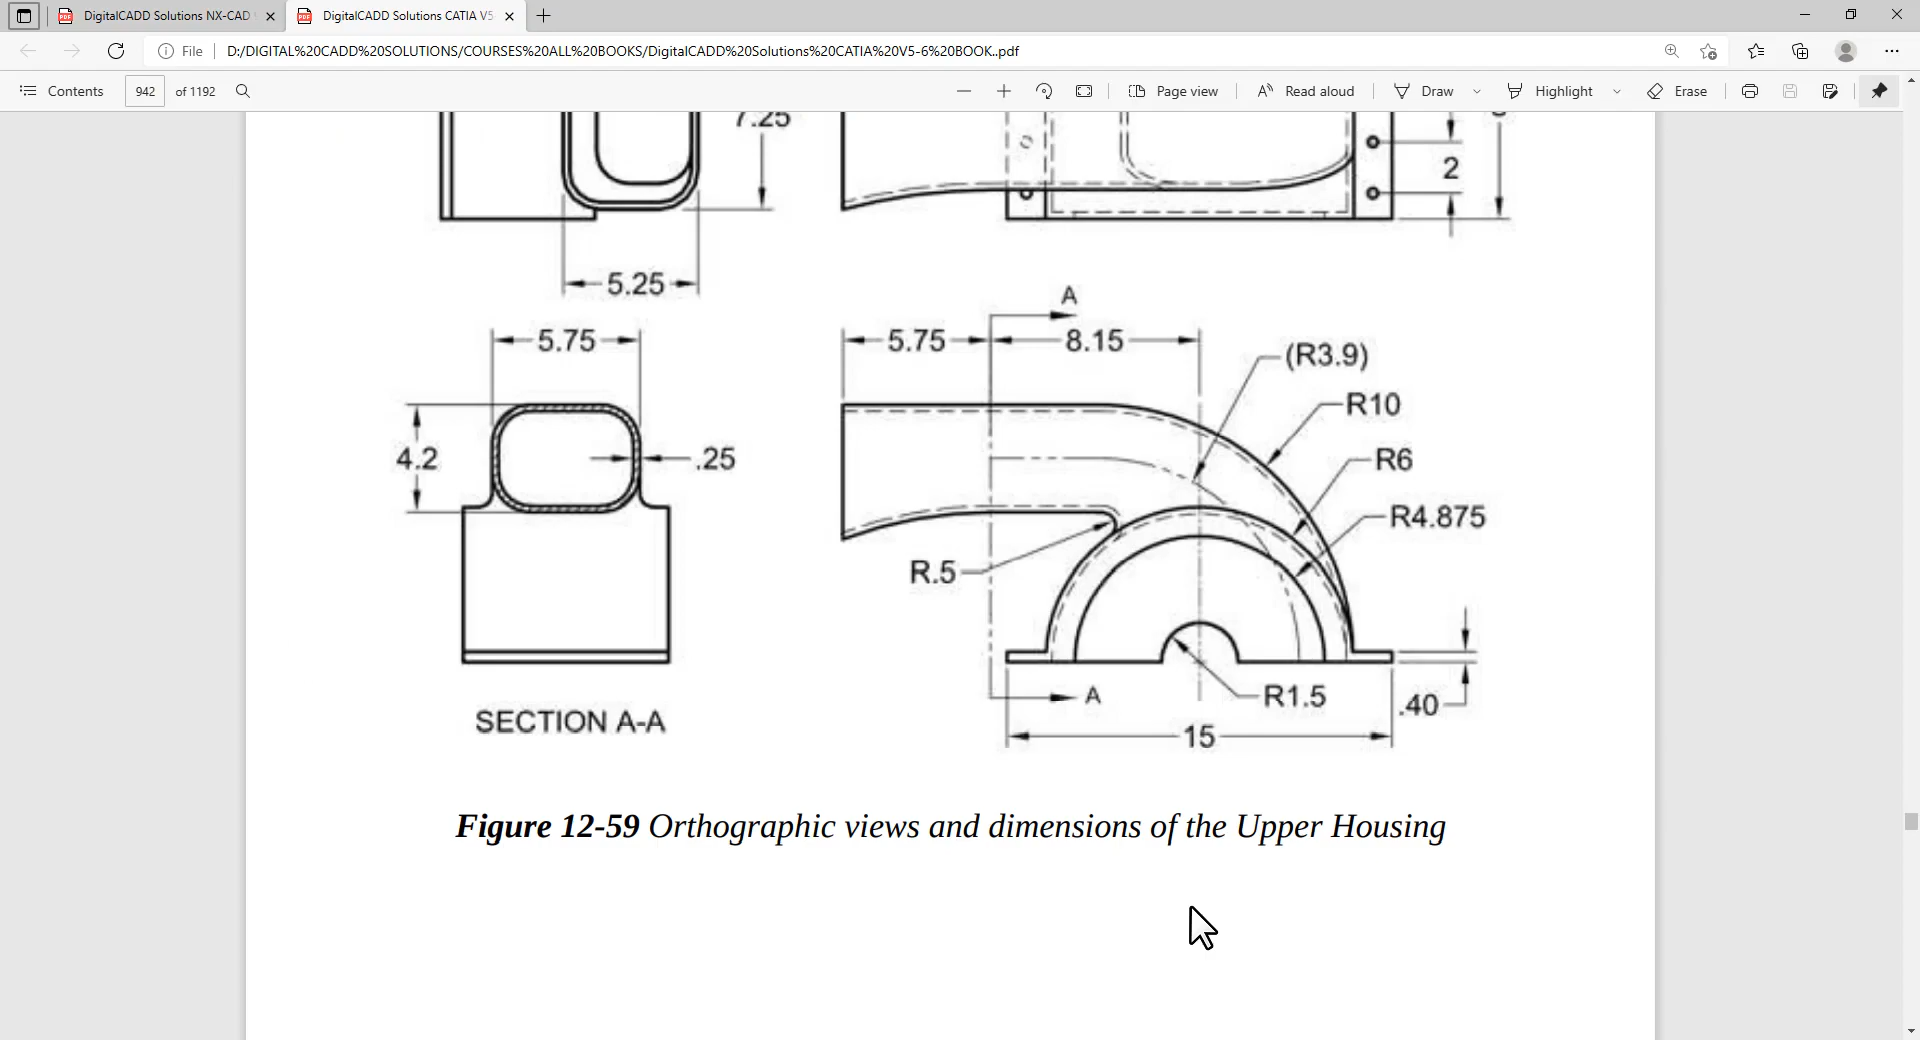 DigitalCADD Solutions NX-CAD
DigitalCADD Solutions CATIA V5
File
D:/DIGITAL%20CADD%20SOLUTIONS/COURSES%20ALL%20BOOKS/DigitalCADD%20Solutions%20CATIA%20V5-6%20BOOK..pdf
Contents
942
of 1192
Page view
A Read aloud
Draw
Highlight
Erase
7.25
2
5.25
A
5.75
5.75
8.15
(R3.9)
R10
4.2
.25
R6
R4.875
R.5
A
R1.5
.40
SECTION A-A
15
Figure 12-59 Orthographic views and dimensions of the Upper Housing